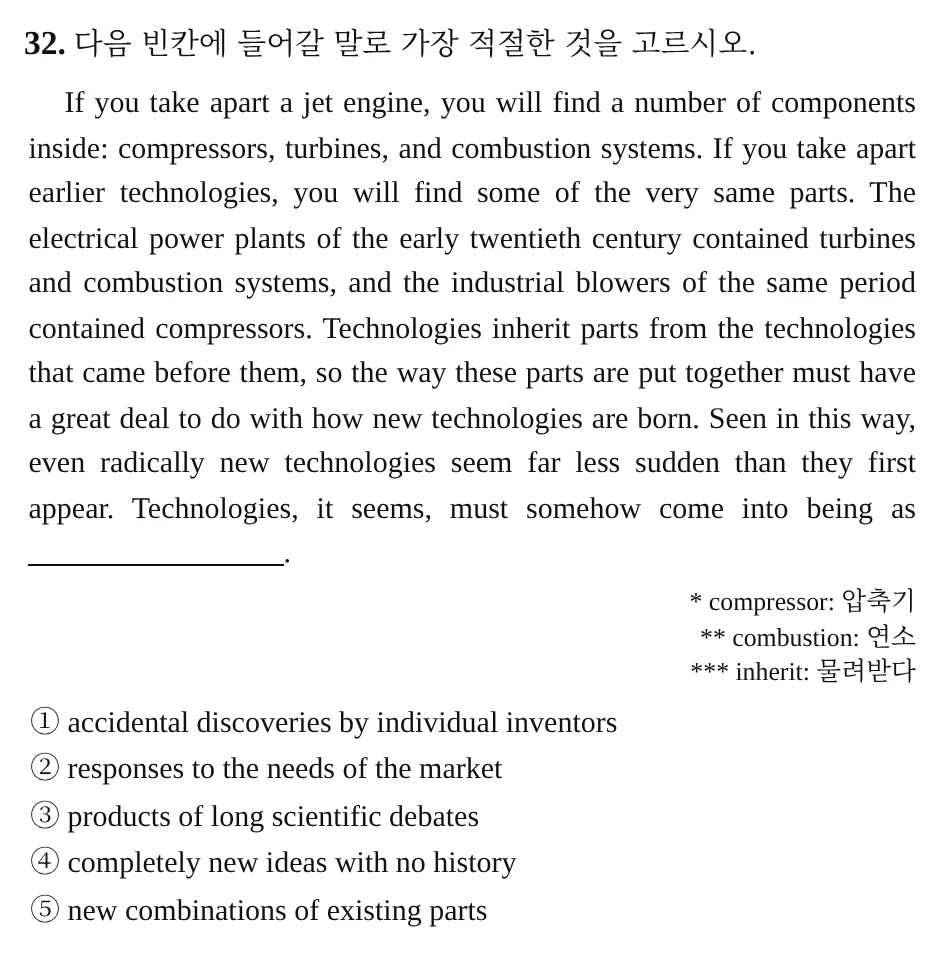 32. 다음 빈칸에 들어갈 말로 가장 적절한 것을 고르시오.
If you take apart a jet engine, you will find a number of components
inside: compressors, turbines, and combustion systems. If you take apart
earlier technologies, you will find some of the very same parts. The
electrical power plants of the early twentieth century contained turbines
and combustion systems, and the industrial blowers of the same period
contained compressors. Technologies inherit parts from the technologies
that came before them, so the way these parts are put together must have
a great deal to do with how new technologies are born. Seen in this way,
even radically new technologies seem far less sudden than they first
appear. Technologies, it seems, must somehow come into being as
_________________.
* compressor: 압축기
** combustion: 연소
*** inherit: 물려받다
① accidental discoveries by individual inventors
② responses to the needs of the market
③ products of long scientific debates
④ completely new ideas with no history
⑤ new combinations of existing parts